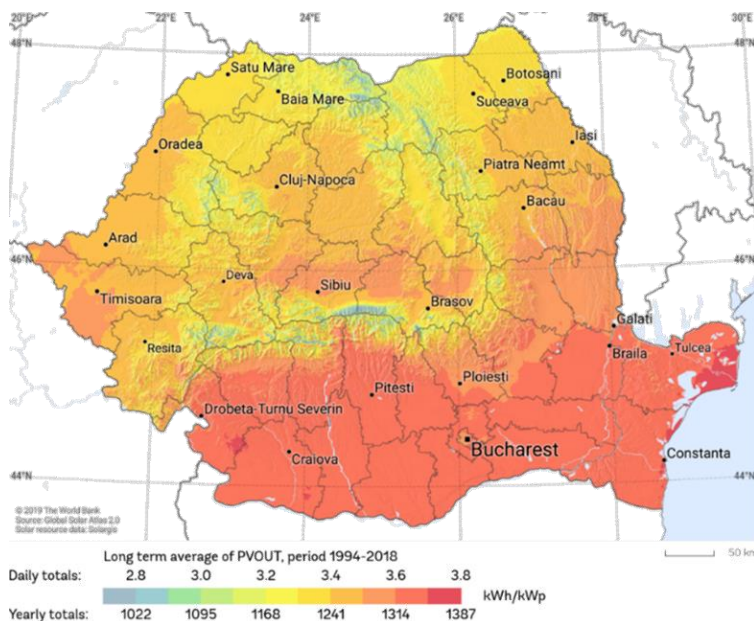 20°E 22°E 24°E 26°E 28°E 30°E
48°N 48°N
Satu Mare
Botosani
Baia Mare
Suceava
Oradea
Iași
Piatra Neamt
Cluj-Napoca
Bacău
Arad
46°N 46°N
Deva
Sibiu
Timisoara
Brasov
Galati
Resita
Braila
Tulcea
Ploiești
Pitesti
Drobeta-Turnu Severin
Bucharest
Craiova
Constanta
44°N 44°N
© 2019 The World Bank
Source: Global Solar Atlas 2.0
Solar resource data: Solargis
Long term average of PVOUT, period 1994-2018
50 km
Daily totals: 2.8 3.0 3.2 3.4 3.6 3.8
kWh/kWp
Yearly totals: 1022 1095 1168 1241 1314 1387